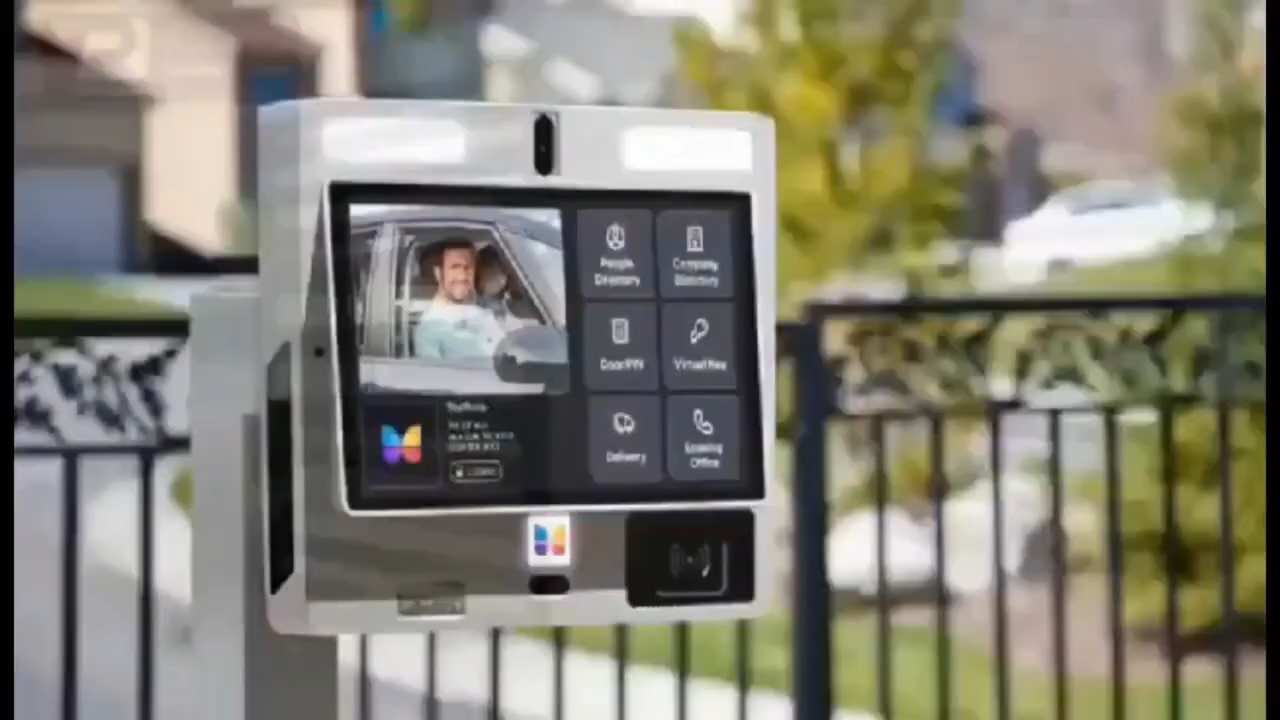 People
Directory
Company
Directory
Door PIN
Virtual Key
Delivery
Leasing
Office